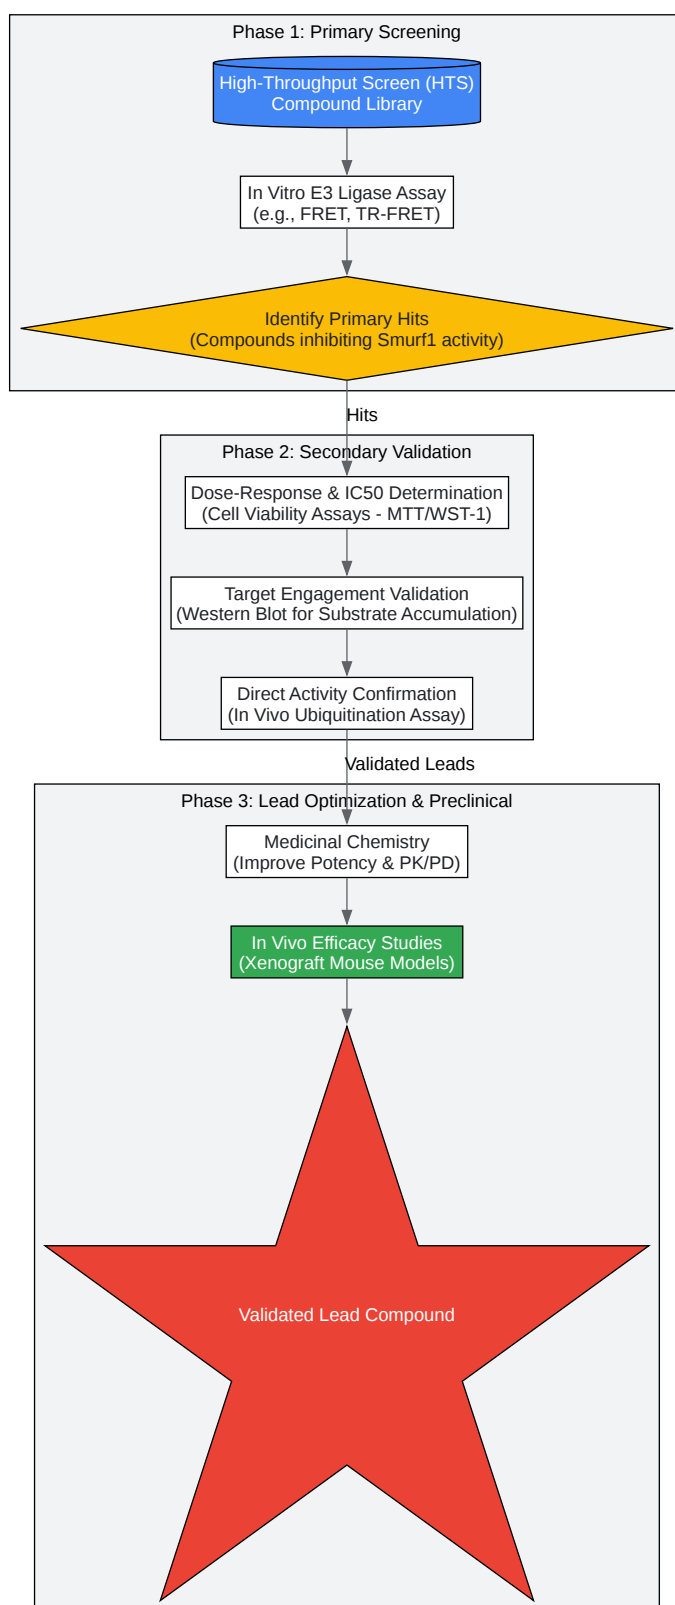 Phase 1: Primary Screening
High-Throughput Screen (HTS)
Compound Library
In Vitro E3 Ligase Assay
(e.g., FRET, TR-FRET)
Identify Primary Hits
(Compounds inhibiting Smurf1 activity)
Hits
Phase 2: Secondary Validation
Dose-Response & IC50 Determination
(Cell Viability Assays - MTT/WST-1)
Target Engagement Validation
(Western Blot for Substrate Accumulation)
Direct Activity Confirmation
(In Vivo Ubiquitination Assay)
Validated Leads
Phase 3: Lead Optimization & Preclinical
Medicinal Chemistry
(Improve Potency & PK/PD)
In Vivo Efficacy Studies
(Xenograft Mouse Models)
Validated Lead Compound